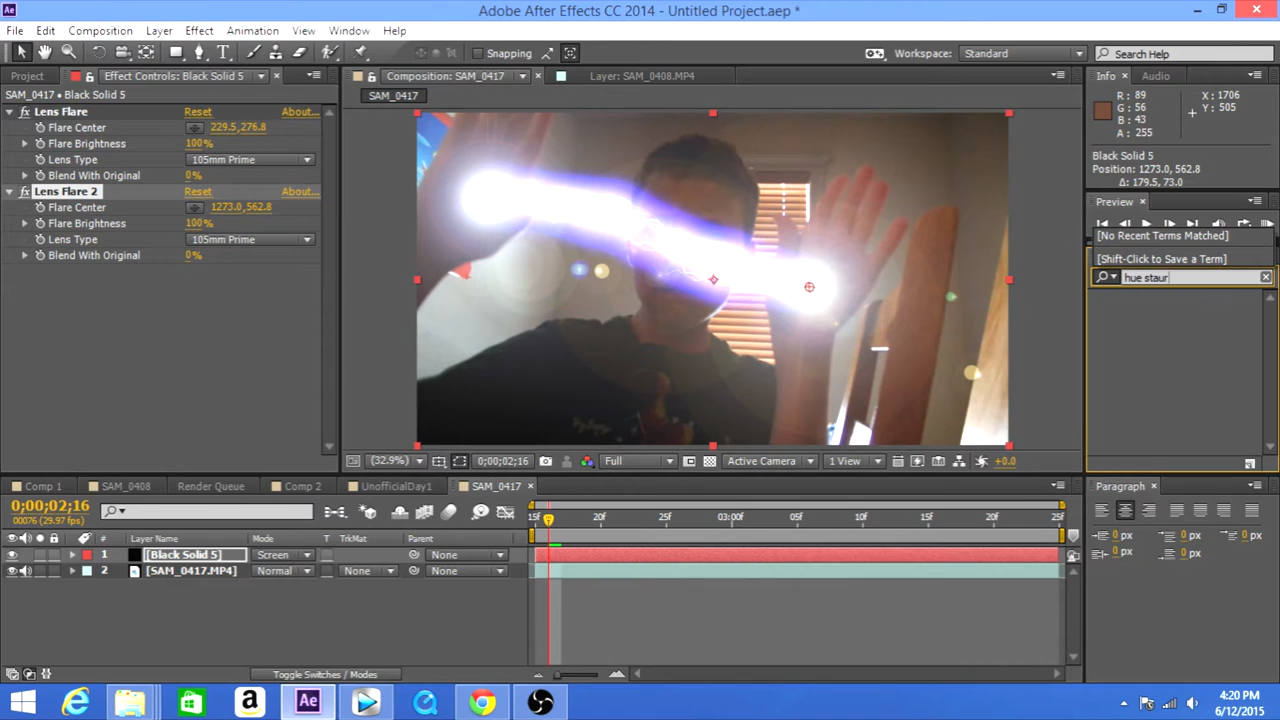 Ae Adobe After Effects CC 2014 - Untitled Project.aep *
File Edit Composition Layer Effect Animation View Window Help
Snapping Workspace: Standard Search Help
Project Effect Controls: Black Solid 5 Composition: SAM_0417 Layer: SAM_0408.MP4 Info Audio
SAM_0417 • Black Solid 5 SAM_0417
fx Lens Flare Reset About...
Flare Center 229.5,276.8
Flare Brightness 100%
Lens Type 105mm Prime
Blend With Original 0%
fx Lens Flare 2 Reset About...
Flare Center 1273.0,562.8
Flare Brightness 100%
Lens Type 105mm Prime
Blend With Original 0%
R: 89 X: 1706
G: 56 Y: 505
B: 43
A: 255
Black Solid 5
Position: 1273.0, 562.8
Δ: 179.5, 73.0
Preview
[No Recent Terms Matched]
[Shift-Click to Save a Term]
hue staur
(32.9%) 0;00;02;16 Full Active Camera 1 View +0.0
Comp 1 SAM_0408 Render Queue Comp 2 UnofficialDay1 SAM_0417 Paragraph
0;00;02;16
00076 (29.97 fps)
15f 20f 25f 03:00f 05f 10f 15f 20f 25f
# Layer Name Mode T TrkMat Parent
1 [Black Solid 5] Screen None
2 [SAM_0417.MP4] Normal None None
0 px 0 px
0 px 0 px
0 px
Toggle Switches / Modes
4:20 PM
6/12/2015